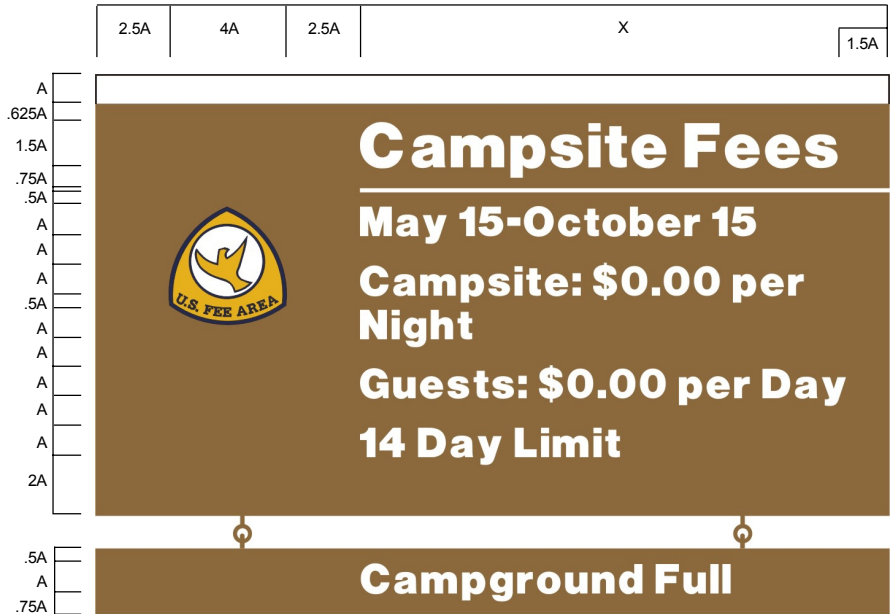 2.5A 4A 2.5A X
1.5A
A
.625A
1.5A
.75A
.5A
A
A
A
.5A
A
A
A
A
A
2A
Campsite Fees
May 15-October 15
Campsite: $0.00 per
Night
Guests: $0.00 per Day
14 Day Limit
U.S. FEE AREA
.5A
A
.75A
Campground Full